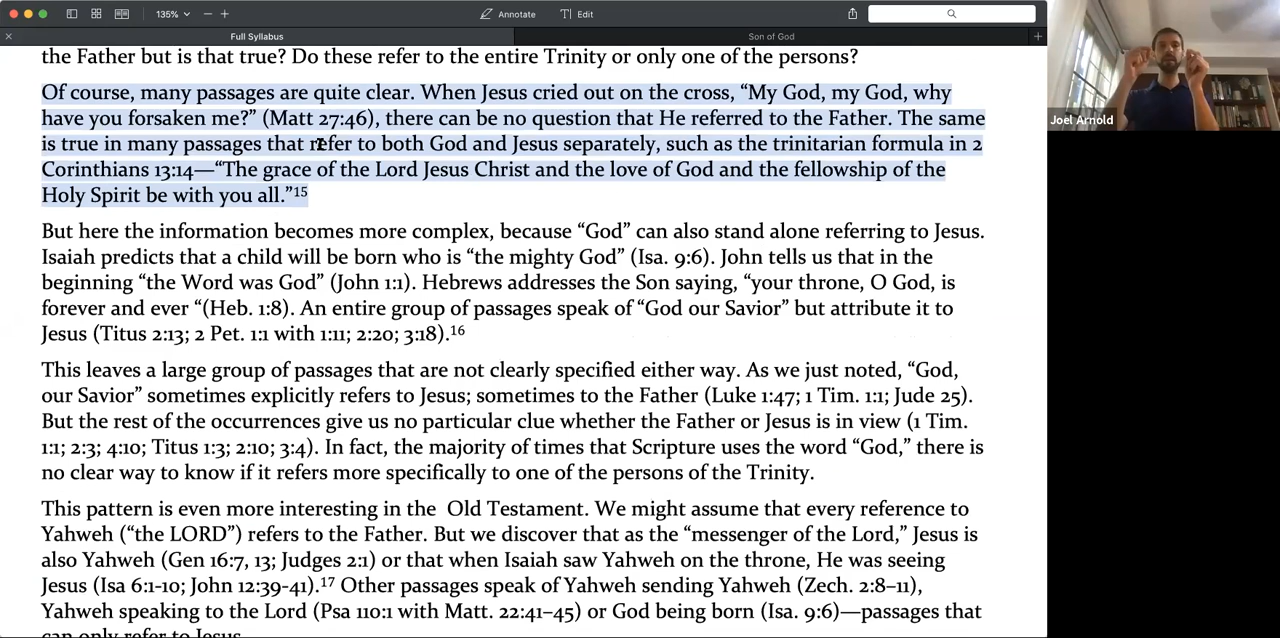 135%
Annotate
Edit
Full Syllabus
Son of God
the Father but is that true? Do these refer to the entire Trinity or only one of the persons?
Of course, many passages are quite clear. When Jesus cried out on the cross, “My God, my God, why
have you forsaken me?” (Matt 27:46), there can be no question that He referred to the Father. The same
is true in many passages that refer to both God and Jesus separately, such as the trinitarian formula in 2
Corinthians 13:14—“The grace of the Lord Jesus Christ and the love of God and the fellowship of the
Holy Spirit be with you all.”15
But here the information becomes more complex, because “God” can also stand alone referring to Jesus.
Isaiah predicts that a child will be born who is “the mighty God” (Isa. 9:6). John tells us that in the
beginning “the Word was God” (John 1:1). Hebrews addresses the Son saying, “your throne, O God, is
forever and ever “(Heb. 1:8). An entire group of passages speak of “God our Savior” but attribute it to
Jesus (Titus 2:13; 2 Pet. 1:1 with 1:11; 2:20; 3:18).16
This leaves a large group of passages that are not clearly specified either way. As we just noted, “God,
our Savior” sometimes explicitly refers to Jesus; sometimes to the Father (Luke 1:47; 1 Tim. 1:1; Jude 25).
But the rest of the occurrences give us no particular clue whether the Father or Jesus is in view (1 Tim.
1:1; 2:3; 4:10; Titus 1:3; 2:10; 3:4). In fact, the majority of times that Scripture uses the word “God,” there is
no clear way to know if it refers more specifically to one of the persons of the Trinity.
This pattern is even more interesting in the Old Testament. We might assume that every reference to
Yahweh (“the LORD”) refers to the Father. But we discover that as the “messenger of the Lord,” Jesus is
also Yahweh (Gen 16:7, 13; Judges 2:1) or that when Isaiah saw Yahweh on the throne, He was seeing
Jesus (Isa 6:1-10; John 12:39-41).17 Other passages speak of Yahweh sending Yahweh (Zech. 2:8–11),
Yahweh speaking to the Lord (Psa 110:1 with Matt. 22:41–45) or God being born (Isa. 9:6)—passages that
can only refer to Jesus.
Joel Arnold